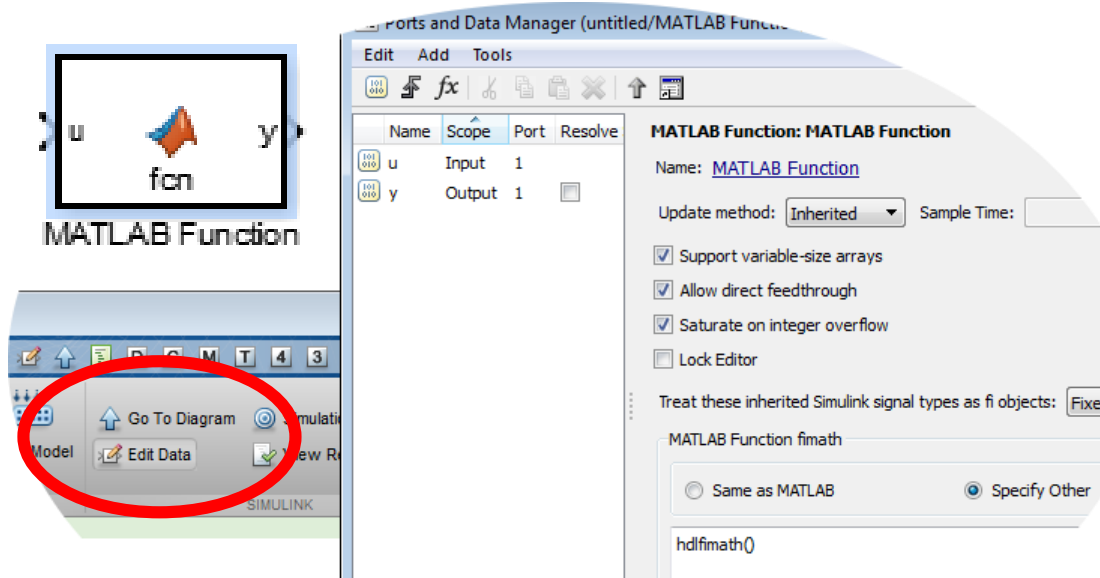 Ports and Data Manager (untitled/MATLAB Functio
Edit Add Tools
fx
Name Scope Port Resolve
u Input 1
y Output 1
MATLAB Function: MATLAB Function
Name: MATLAB Function
Update method: Inherited Sample Time:
Support variable-size arrays
Allow direct feedthrough
Saturate on integer overflow
Lock Editor
Treat these inherited Simulink signal types as fi objects: Fixe
MATLAB Function fimath
Same as MATLAB Specify Other
hdlfimath()
u y
fcn
MATLAB Function
D C M T 4 3
Go To Diagram Simulati
Model Edit Data View Re
SIMULINK